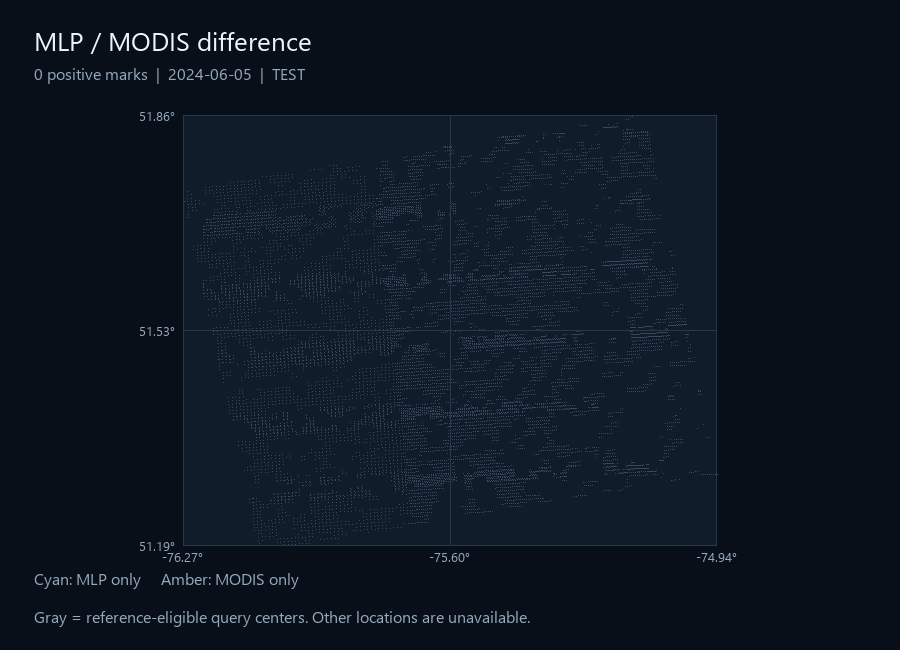 MLP / MODIS difference
0 positive marks | 2024-06-05 | TEST
51.86°
51.53°
51.19°
-76.27°
-75.60°
-74.94°
Cyan: MLP only Amber: MODIS only
Gray = reference-eligible query centers. Other locations are unavailable.